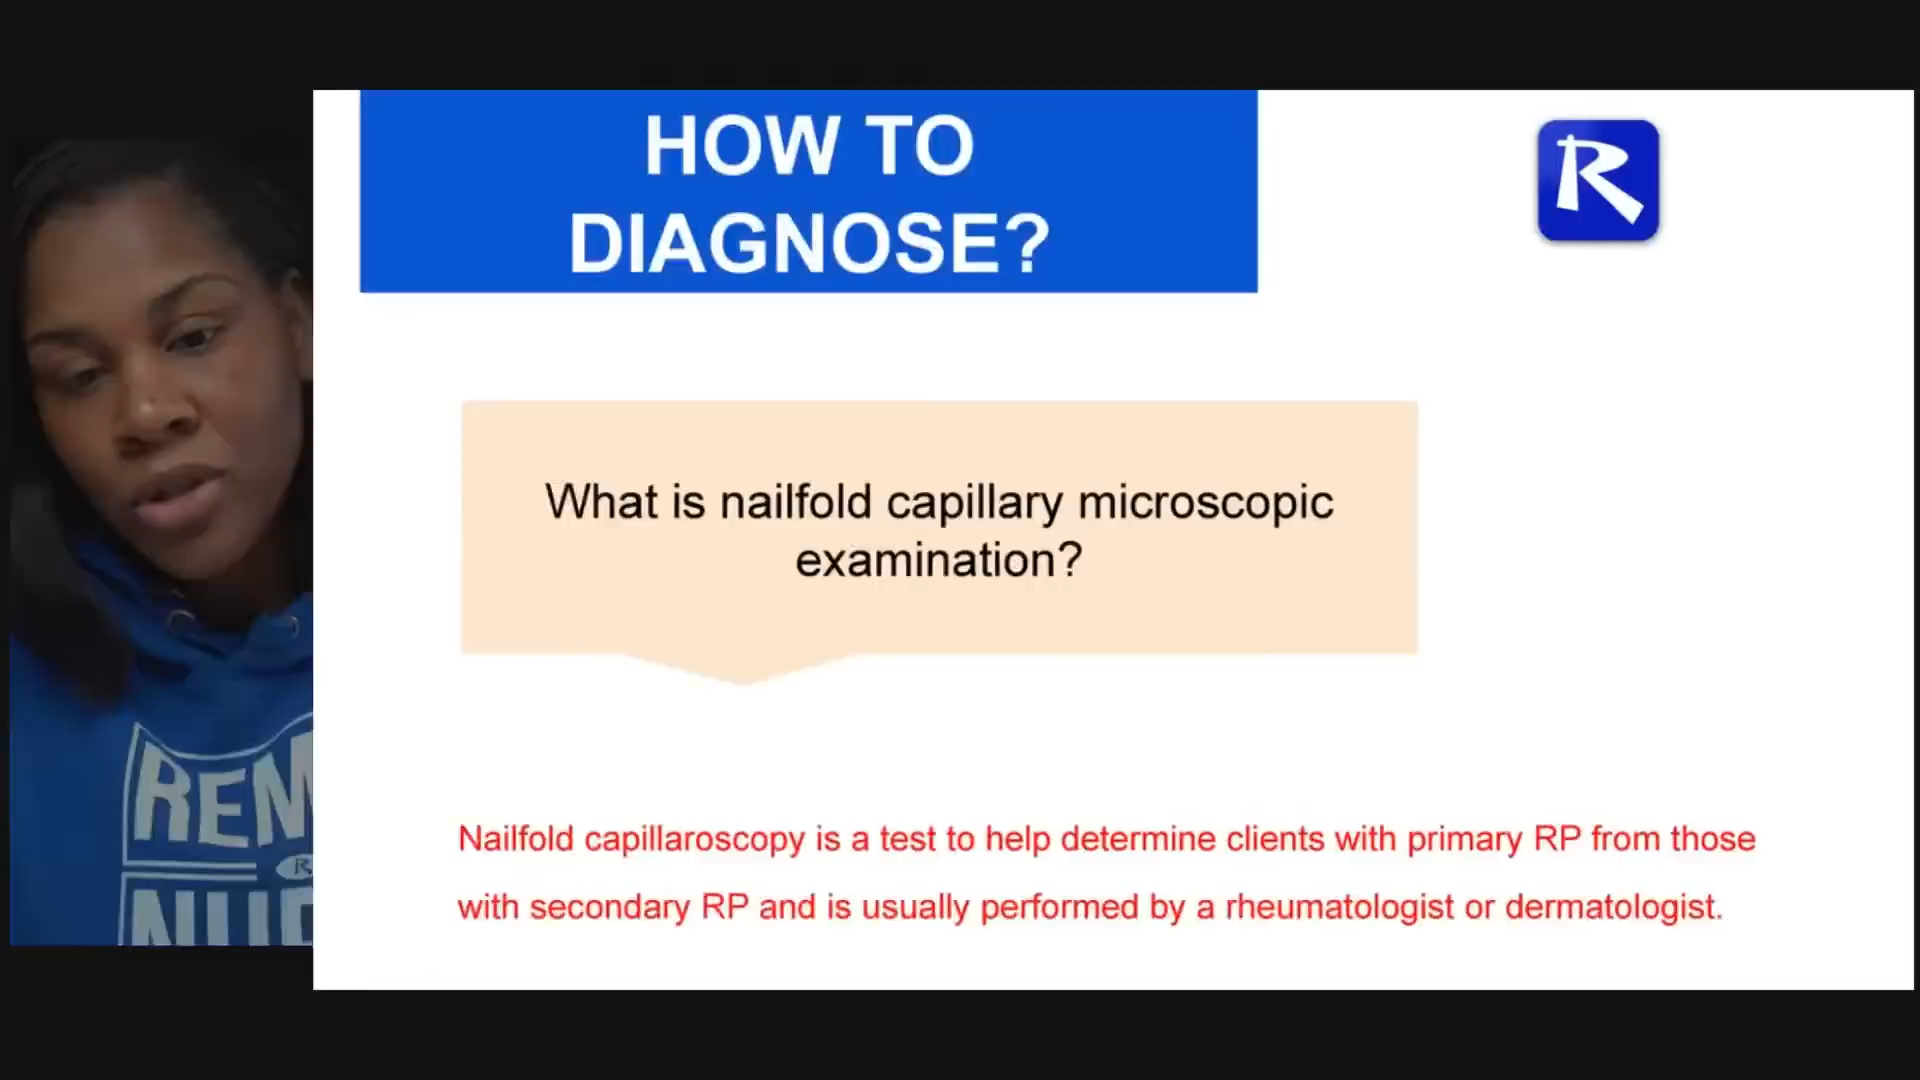 HOW TO
DIAGNOSE?
R
What is nailfold capillary microscopic
examination?
Nailfold capillaroscopy is a test to help determine clients with primary RP from those
with secondary RP and is usually performed by a rheumatologist or dermatologist.
REM
R
NUR